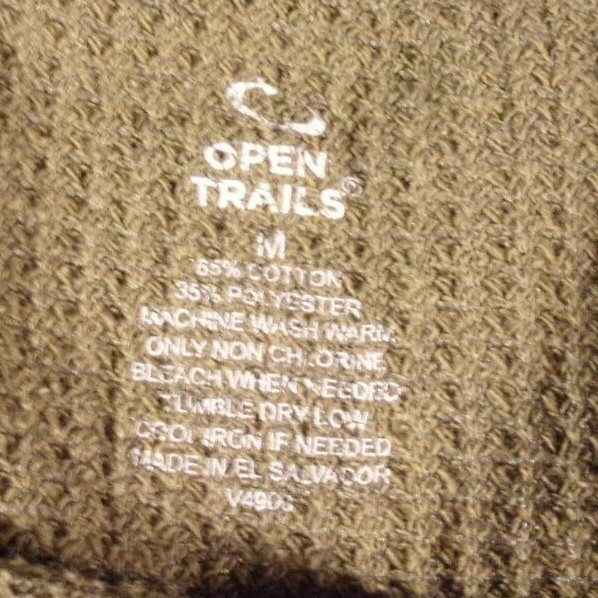 OPEN
TRAILS®
M
65% COTTON
35% POLYESTER
MACHINE WASH WARM
ONLY NON CHLORINE
BLEACH WHEN NEEDED
TUMBLE DRY LOW
COOL IRON IF NEEDED
MADE IN EL SALVADOR